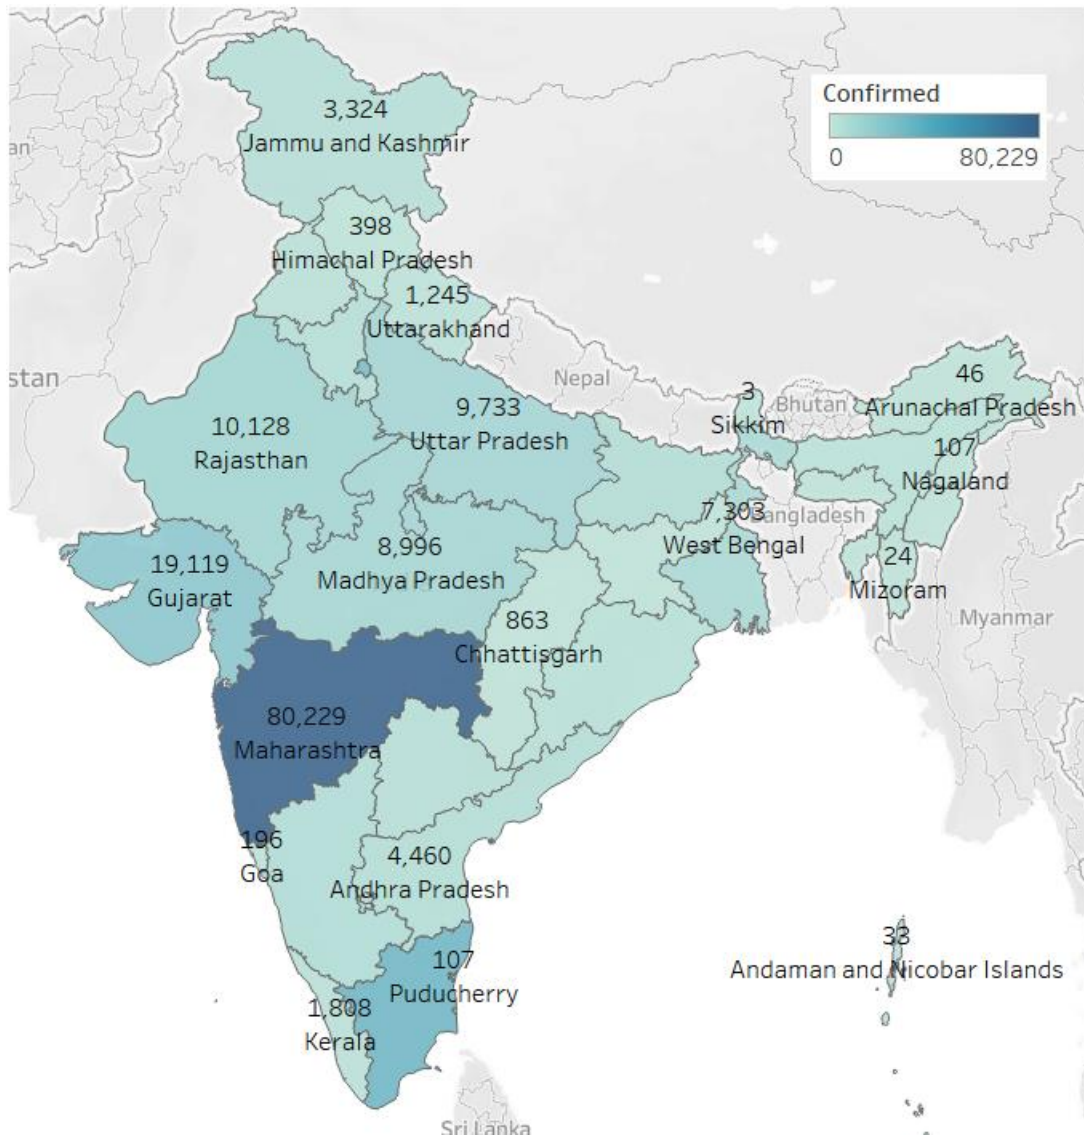 Confirmed
0 80,229
3,324
Jammu and Kashmir
an
398
Himachal Pradesh
1,245
Uttarakhand
stan
Nepal
46
Arunachal Pradesh
3
Sikkim
Bhutan
10,128
Rajasthan
9,733
Uttar Pradesh
107
Nagaland
7,303
West Bengal
Bangladesh
19,119
Gujarat
8,996
Madhya Pradesh
24
Mizoram
Myanmar
863
Chhattisgarh
80,229
Maharashtra
196
Goa
4,460
Andhra Pradesh
33
Andaman and Nicobar Islands
107
Puducherry
1,808
Kerala
Sri Lanka